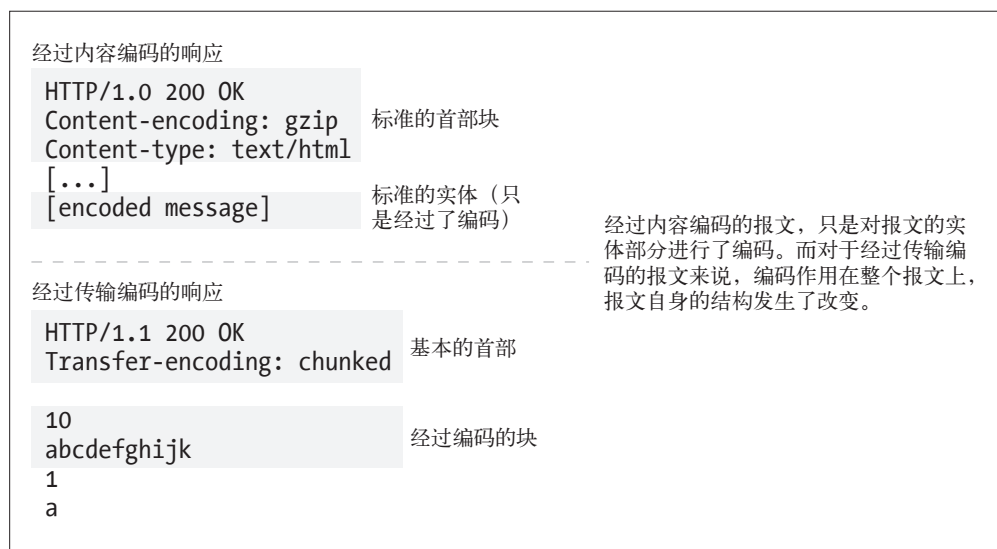 经过内容编码的响应
HTTP/1.0 200 OK
Content-encoding: gzip
Content-type: text/html
标准的首部块
[...]
[encoded message]
标准的实体（只
是经过了编码）
经过内容编码的报文，只是对报文的实
体部分进行了编码。而对于经过传输编
码的报文来说，编码作用在整个报文上，
报文自身的结构发生了改变。
经过传输编码的响应
HTTP/1.1 200 OK
Transfer-encoding: chunked
基本的首部
10
abcdefghijk
经过编码的块
1
a